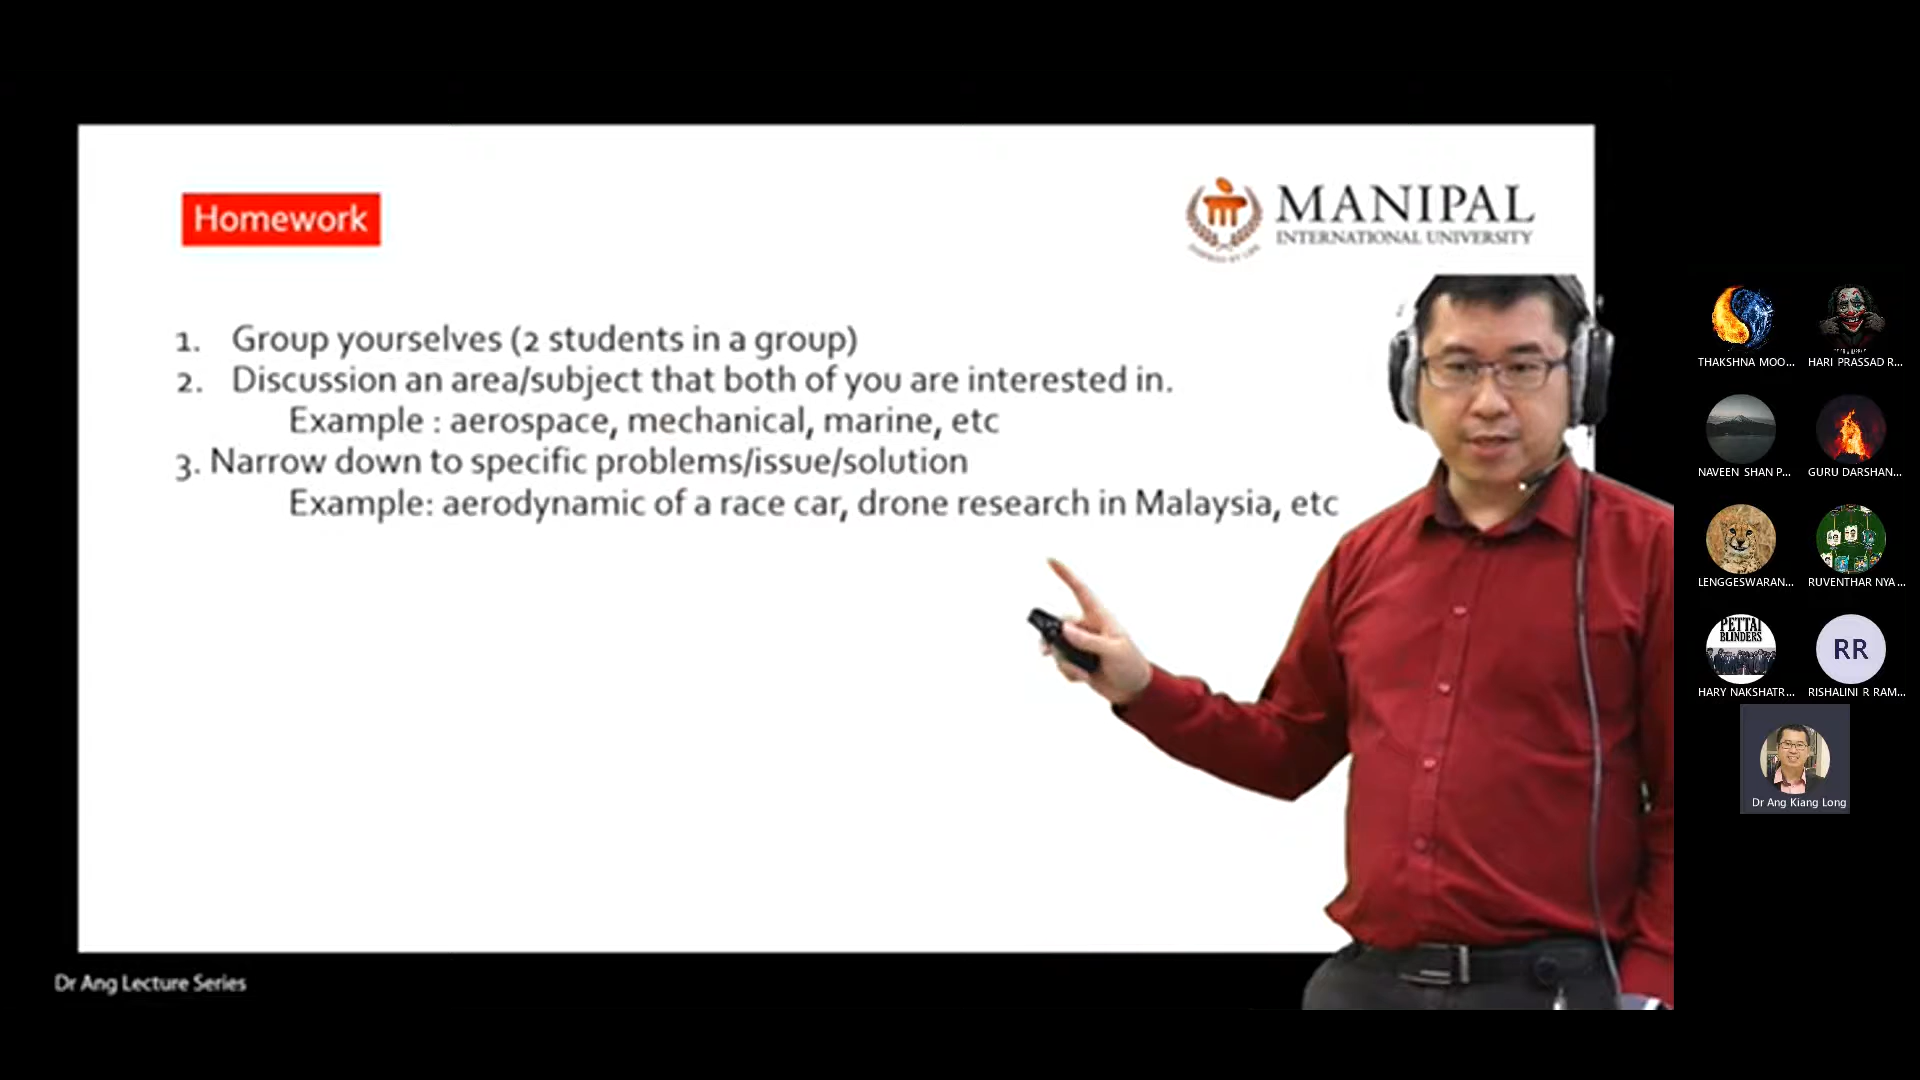 Homework
MANIPAL
INTERNATIONAL UNIVERSITY
1. Group yourselves (2 students in a group)
2. Discussion an area/subject that both of you are interested in.
Example : aerospace, mechanical, marine, etc
3. Narrow down to specific problems/issue/solution
Example: aerodynamic of a race car, drone research in Malaysia, etc
Dr Ang Lecture Series
THAKSHNA MOO...
HARI PRASSAD R...
NAVEEN SHAN P...
GURU DARSHAN...
LENGGESWARAN...
RUVENTHAR NYA...
PETTAI
BLINDERS
RR
HARY NAKSHATR...
RISHALINI R RAM...
Dr Ang Kiang Long